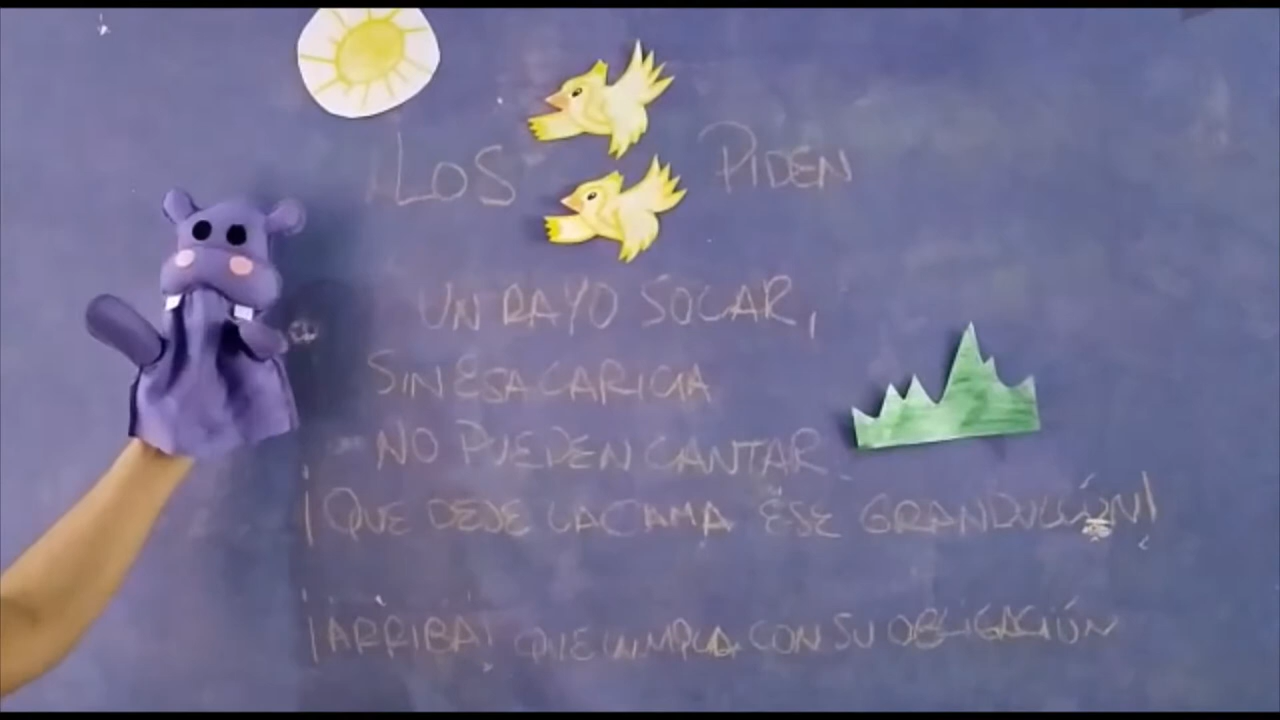 LOS PIDEN
UN RAYO SOLAR,
SIN ESA CARICIA
NO PUEDEN CANTAR
¡QUE DEJE LA CAMA ESE GRANDULLÓN!
¡ARRIBA! QUE CUMPLA CON SU OBLIGACIÓN